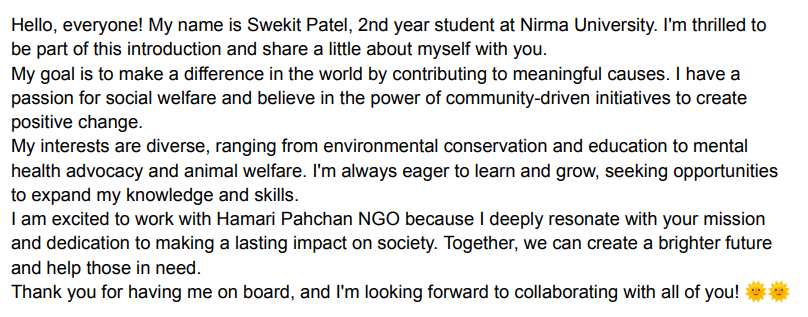 Hello, everyone! My name is Swekit Patel, 2nd year student at Nirma University. I'm thrilled to
be part of this introduction and share a little about myself with you.
My goal is to make a difference in the world by contributing to meaningful causes. I have a
passion for social welfare and believe in the power of community-driven initiatives to create
positive change.
My interests are diverse, ranging from environmental conservation and education to mental
health advocacy and animal welfare. I'm always eager to learn and grow, seeking opportunities
to expand my knowledge and skills.
I am excited to work with Hamari Pahchan NGO because I deeply resonate with your mission
and dedication to making a lasting impact on society. Together, we can create a brighter future
and help those in need.
Thank you for having me on board, and I'm looking forward to collaborating with all of you! 🌞🌞